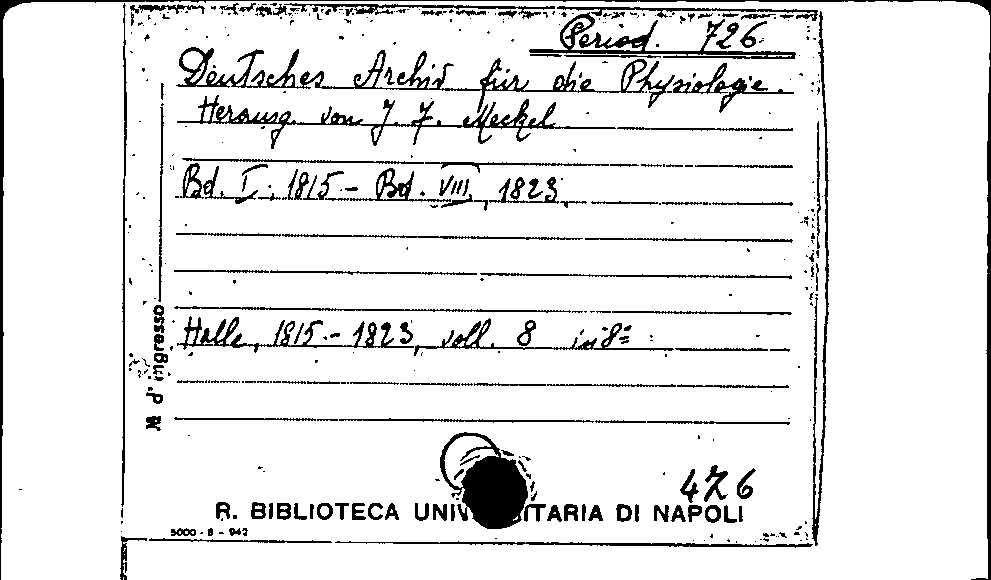 Period. 726
Deutsches Archiv für die Physiologie.
Herausg. von J. F. Meckel
Bd. I, 1815 - Bd. VIII, 1823.
Halle, 1815 - 1823, voll. 8 in 8=
№ d'ingresso
476
R. BIBLIOTECA UNIV ITARIA DI NAPOLI
5000 - 8 - 942